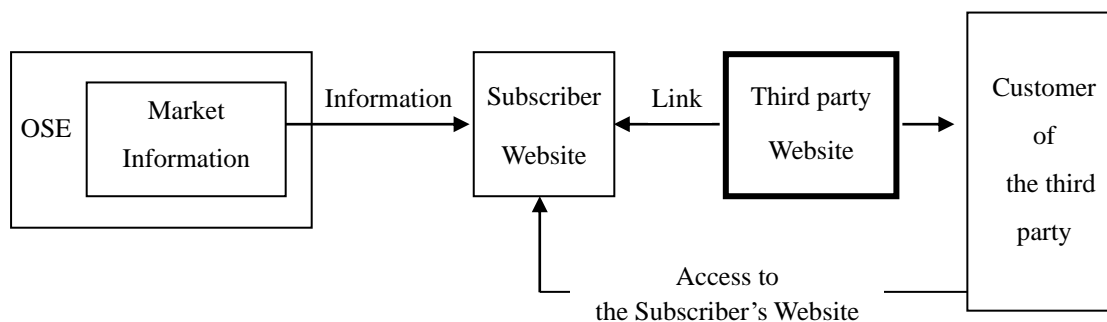 OSE
Market
Information
Information
Subscriber
Website
Link
Third party
Website
Customer
of
the third
party
Access to
the Subscriber’s Website